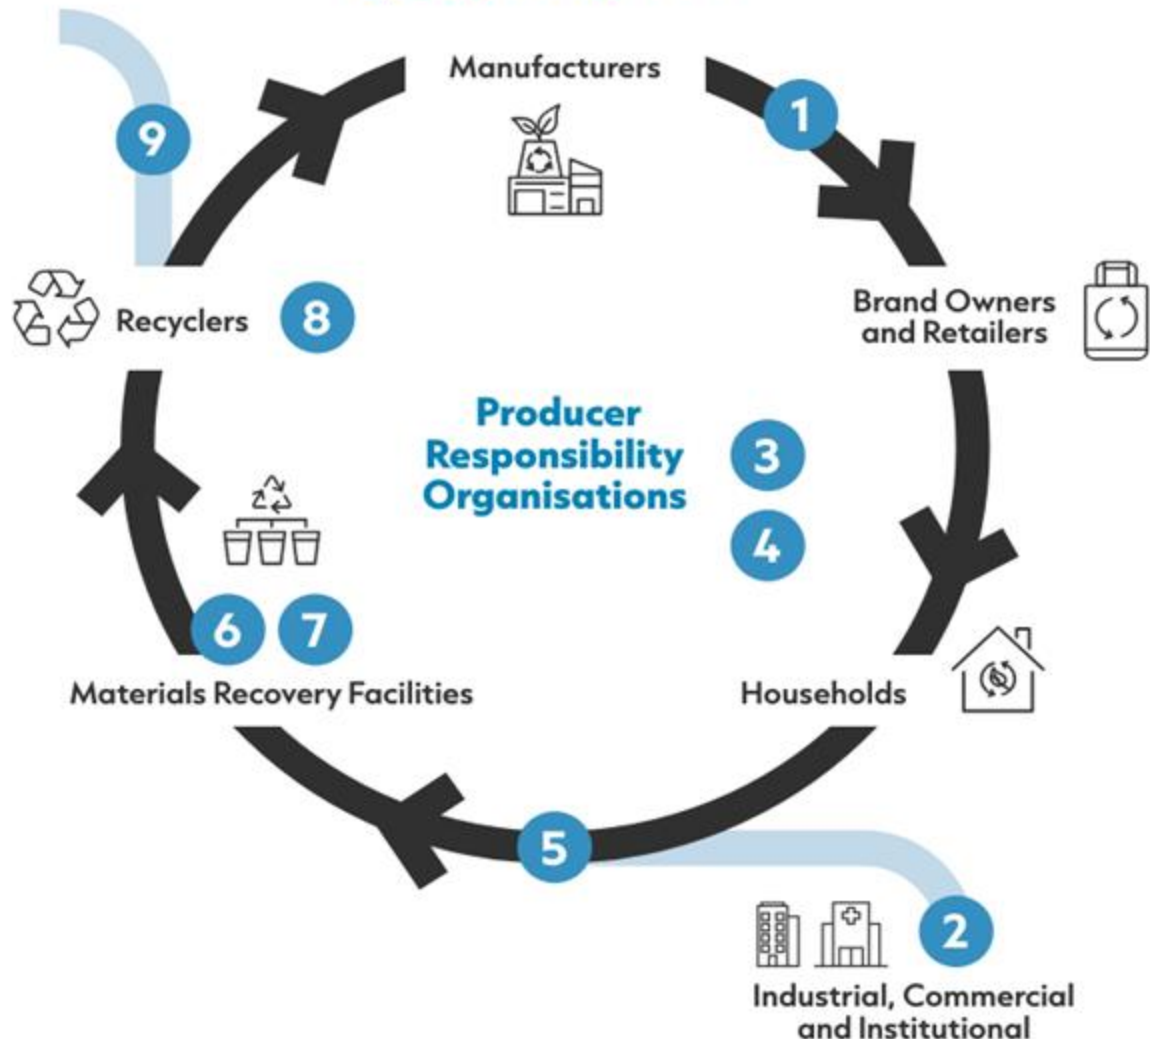 Manufacturers
1
9
Recyclers
8
Brand Owners
and Retailers
Producer
Responsibility
Organisations
3
4
6
7
Materials Recovery Facilities
Households
5
2
Industrial, Commercial
and Institutional